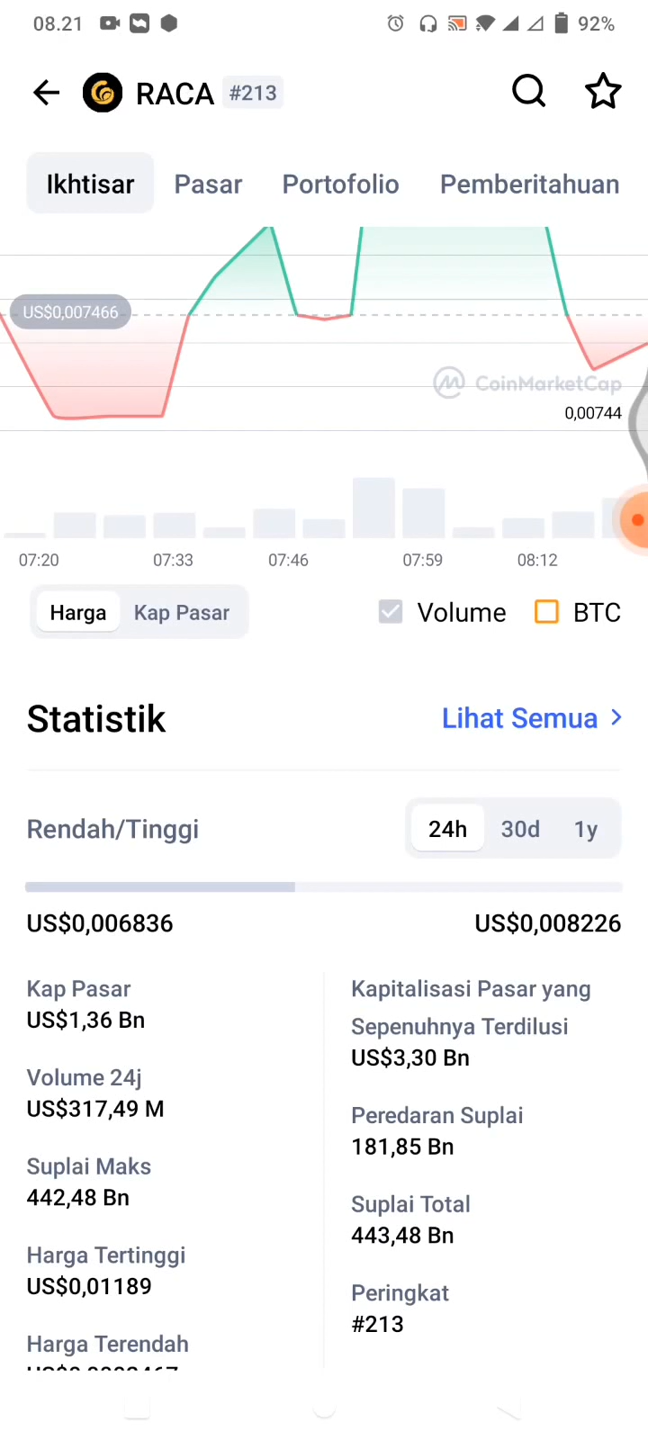 08.21
92%
RACA #213
Ikhtisar Pasar Portofolio Pemberitahuan
US$0,007466
CoinMarketCap
0,00744
07:20 07:33 07:46 07:59 08:12
Harga Kap Pasar Volume BTC
Statistik Lihat Semua
Rendah/Tinggi 24h 30d 1y
US$0,006836 US$0,008226
Kap Pasar
US$1,36 Bn
Volume 24j
US$317,49 M
Suplai Maks
442,48 Bn
Harga Tertinggi
US$0,01189
Harga Terendah
Kapitalisasi Pasar yang
Sepenuhnya Terdilusi
US$3,30 Bn
Peredaran Suplai
181,85 Bn
Suplai Total
443,48 Bn
Peringkat
#213